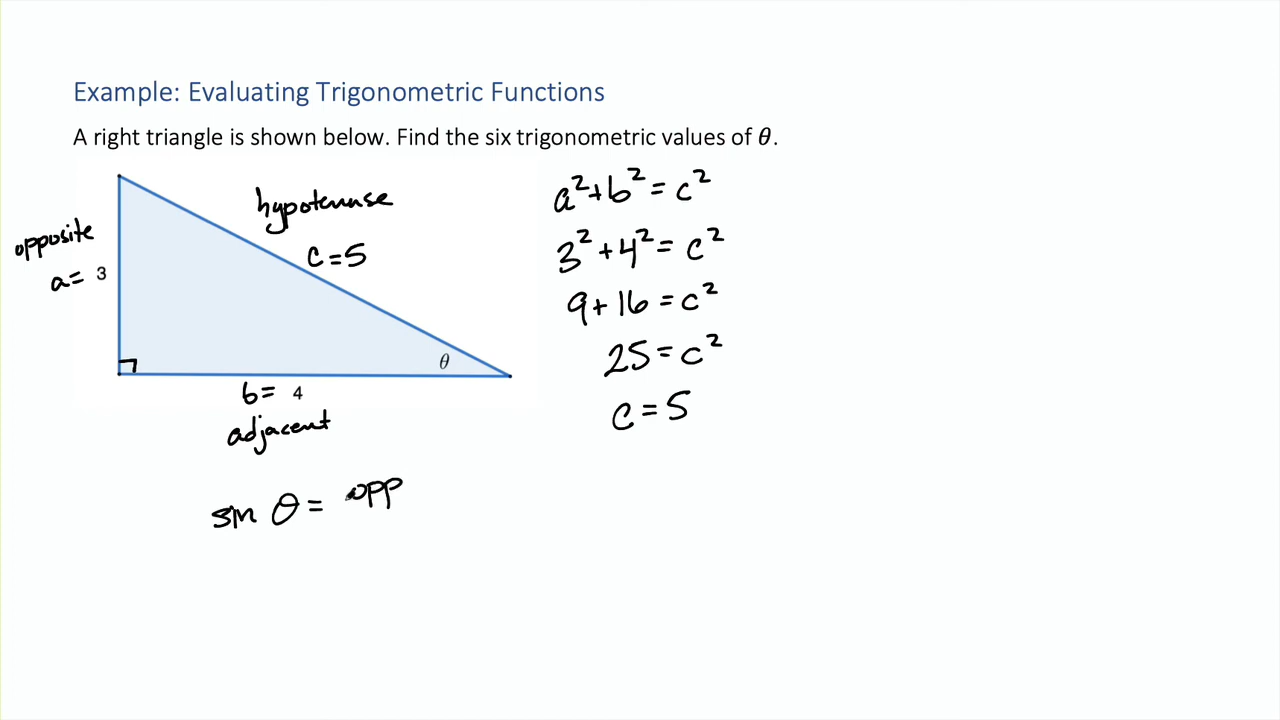 Example: Evaluating Trigonometric Functions
A right triangle is shown below. Find the six trigonometric values of θ.
hypotenuse
c = 5
opposite
a = 3
θ
b = 4
adjacent
a² + b² = c²
3² + 4² = c²
9 + 16 = c²
25 = c²
c = 5
sin θ = opp